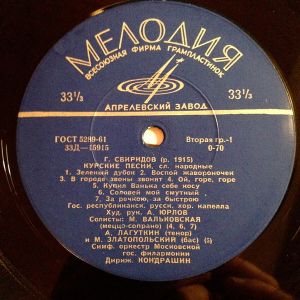 МЕЛОДИЯ
ВСЕСОЮЗНАЯ ФИРМА ГРАМПЛАСТИНОК
33⅓ 33⅓
АПРЕЛЕВСКИЙ ЗАВОД
ГОСТ 5289-61 Вторая гр.-1
33Д—15915 0-70
Г. СВИРИДОВ (р. 1915)
КУРСКИЕ ПЕСНИ, сл. народные
1. Зеленый дубок 2. Воспой жавороночек
3. В городе звоны звонят 4. Ой, горе, горе
5. Купил Ванька себе косу
6. Соловей мой смутный
7. За речкою, за быстрою
Гос. республиканск. русск. хор. капелла
Худ. рук. А. ЮРЛОВ
Солисты: М. ВАЛЬКОВСКАЯ
(меццо-сопрано) (4, 6, 7)
А. ЛАГУТКИН (тенор)
и М. ЗЛАТОПОЛЬСКИЙ (бас) (5)
Симф. оркестр Московской
гос. филармонии
Дириж. КОНДРАШИН